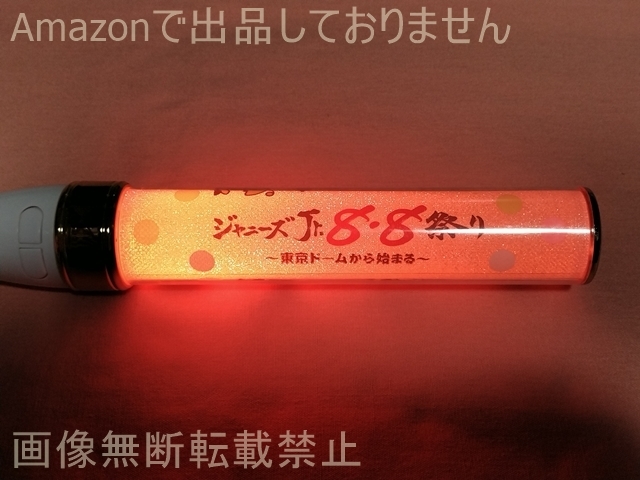 Amazonで出品しておりません
ジャニーズJr.8・8祭り
～東京ドームから始まる～
画像無断転載禁止